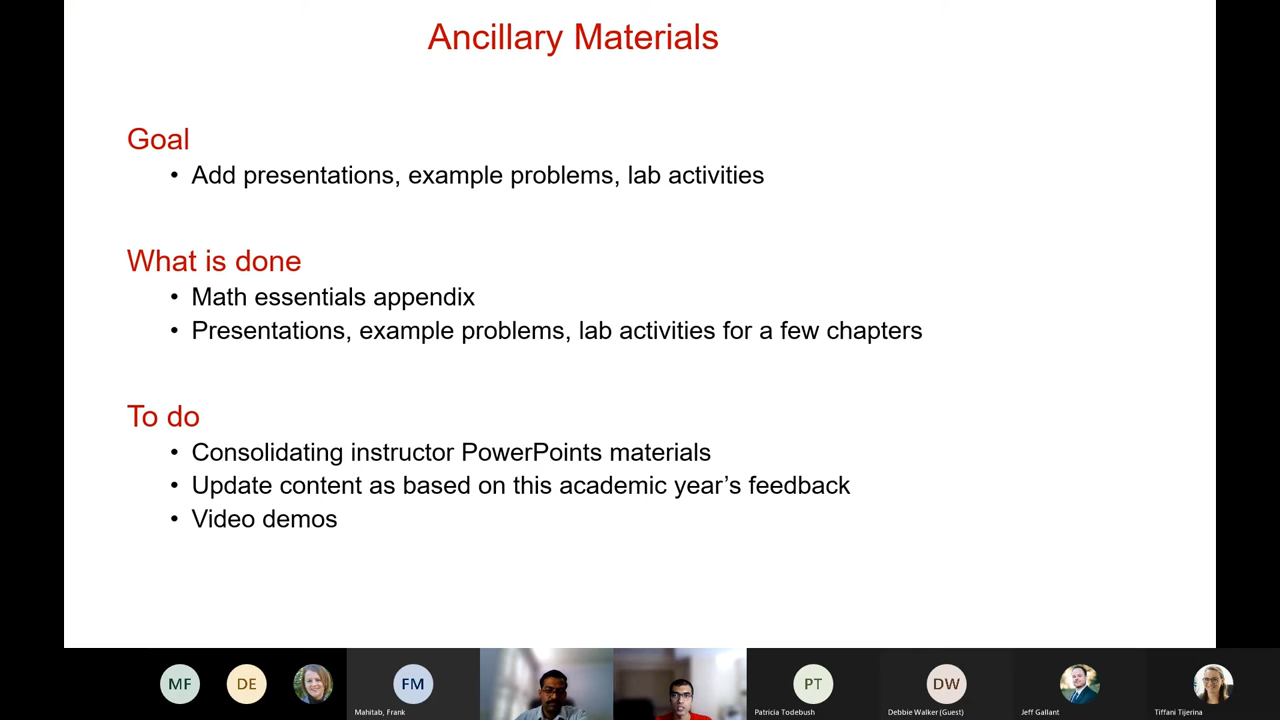 Ancillary Materials
Goal
• Add presentations, example problems, lab activities
What is done
• Math essentials appendix
• Presentations, example problems, lab activities for a few chapters
To do
• Consolidating instructor PowerPoints materials
• Update content as based on this academic year’s feedback
• Video demos
MF DE FM PT DW
Mahitab, Frank Patricia Todebush Debbie Walker (Guest) Jeff Gallant Tiffani Tijerina